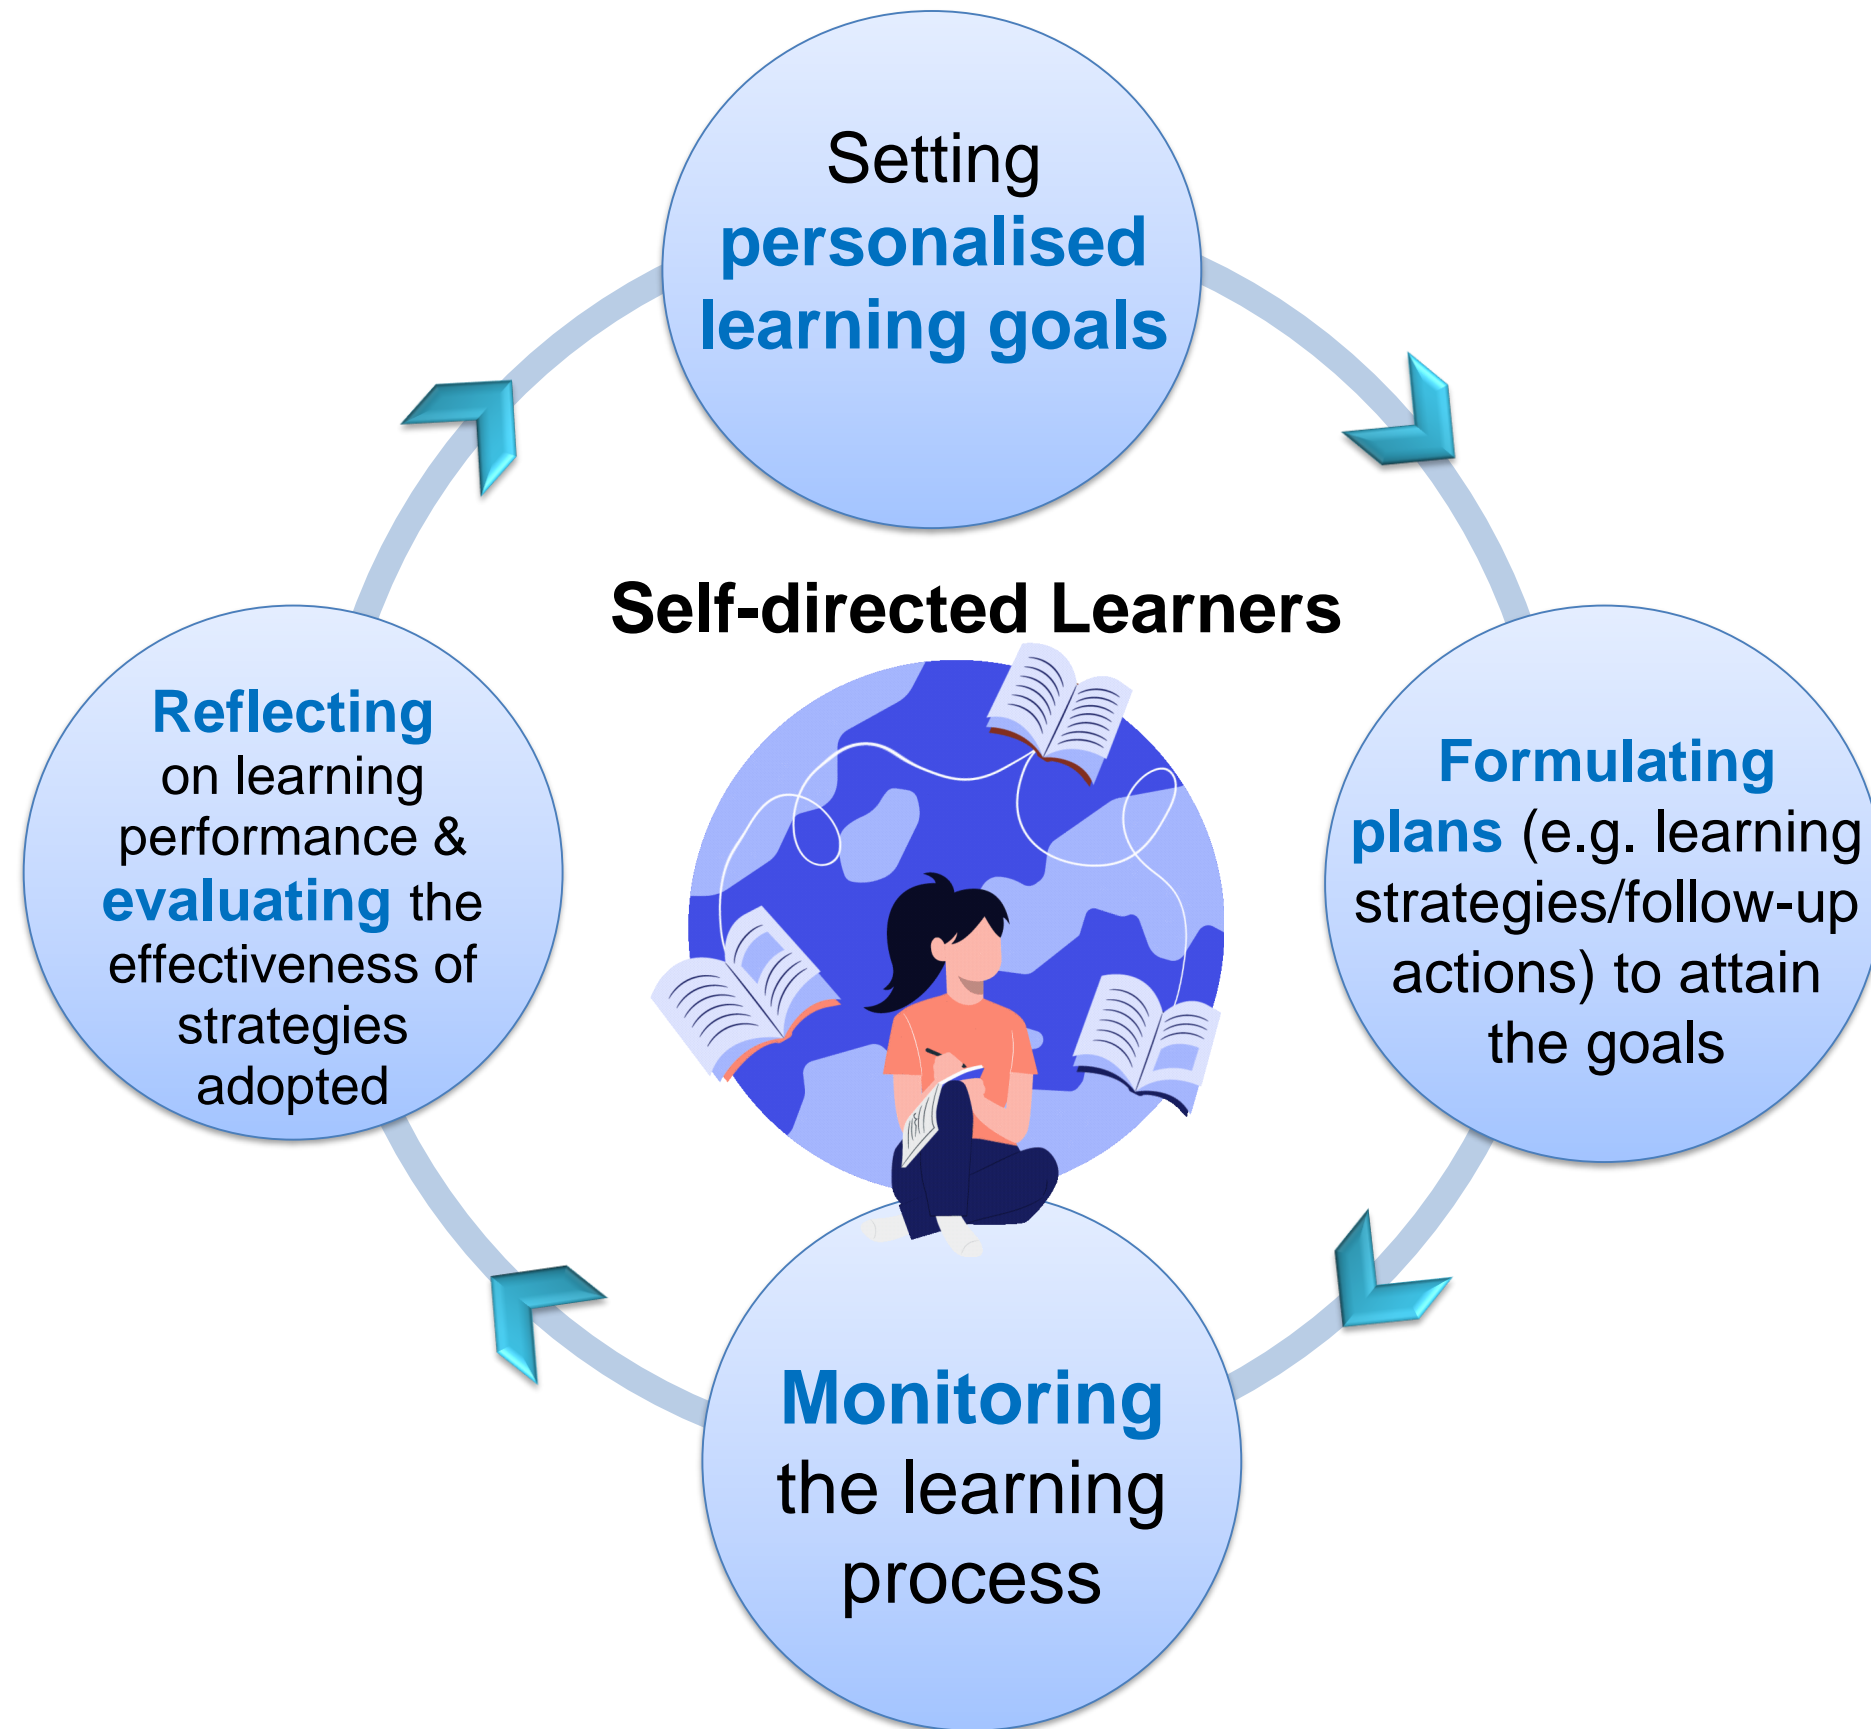 Setting
personalised
learning goals
Self-directed Learners
Reflecting
on learning
performance &
evaluating the
effectiveness of
strategies
adopted
Formulating
plans (e.g. learning
strategies/follow-up
actions) to attain
the goals
Monitoring
the learning
process